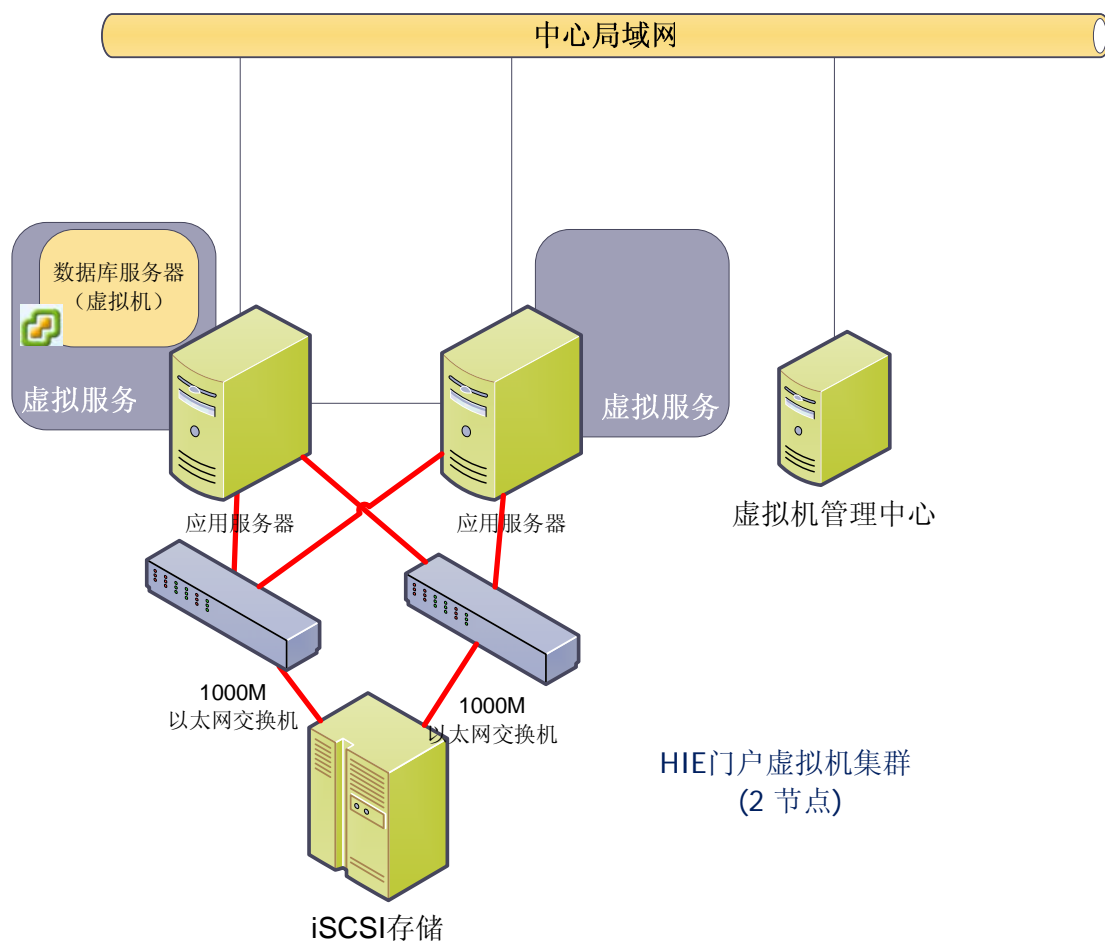 中心局域网
数据库服务器
（虚拟机）
虚拟服务
虚拟服务
虚拟机管理中心
应用服务器
应用服务器
1000M
以太网交换机
1000M
以太网交换机
HIE门户虚拟机集群
(2 节点)
iSCSI存储